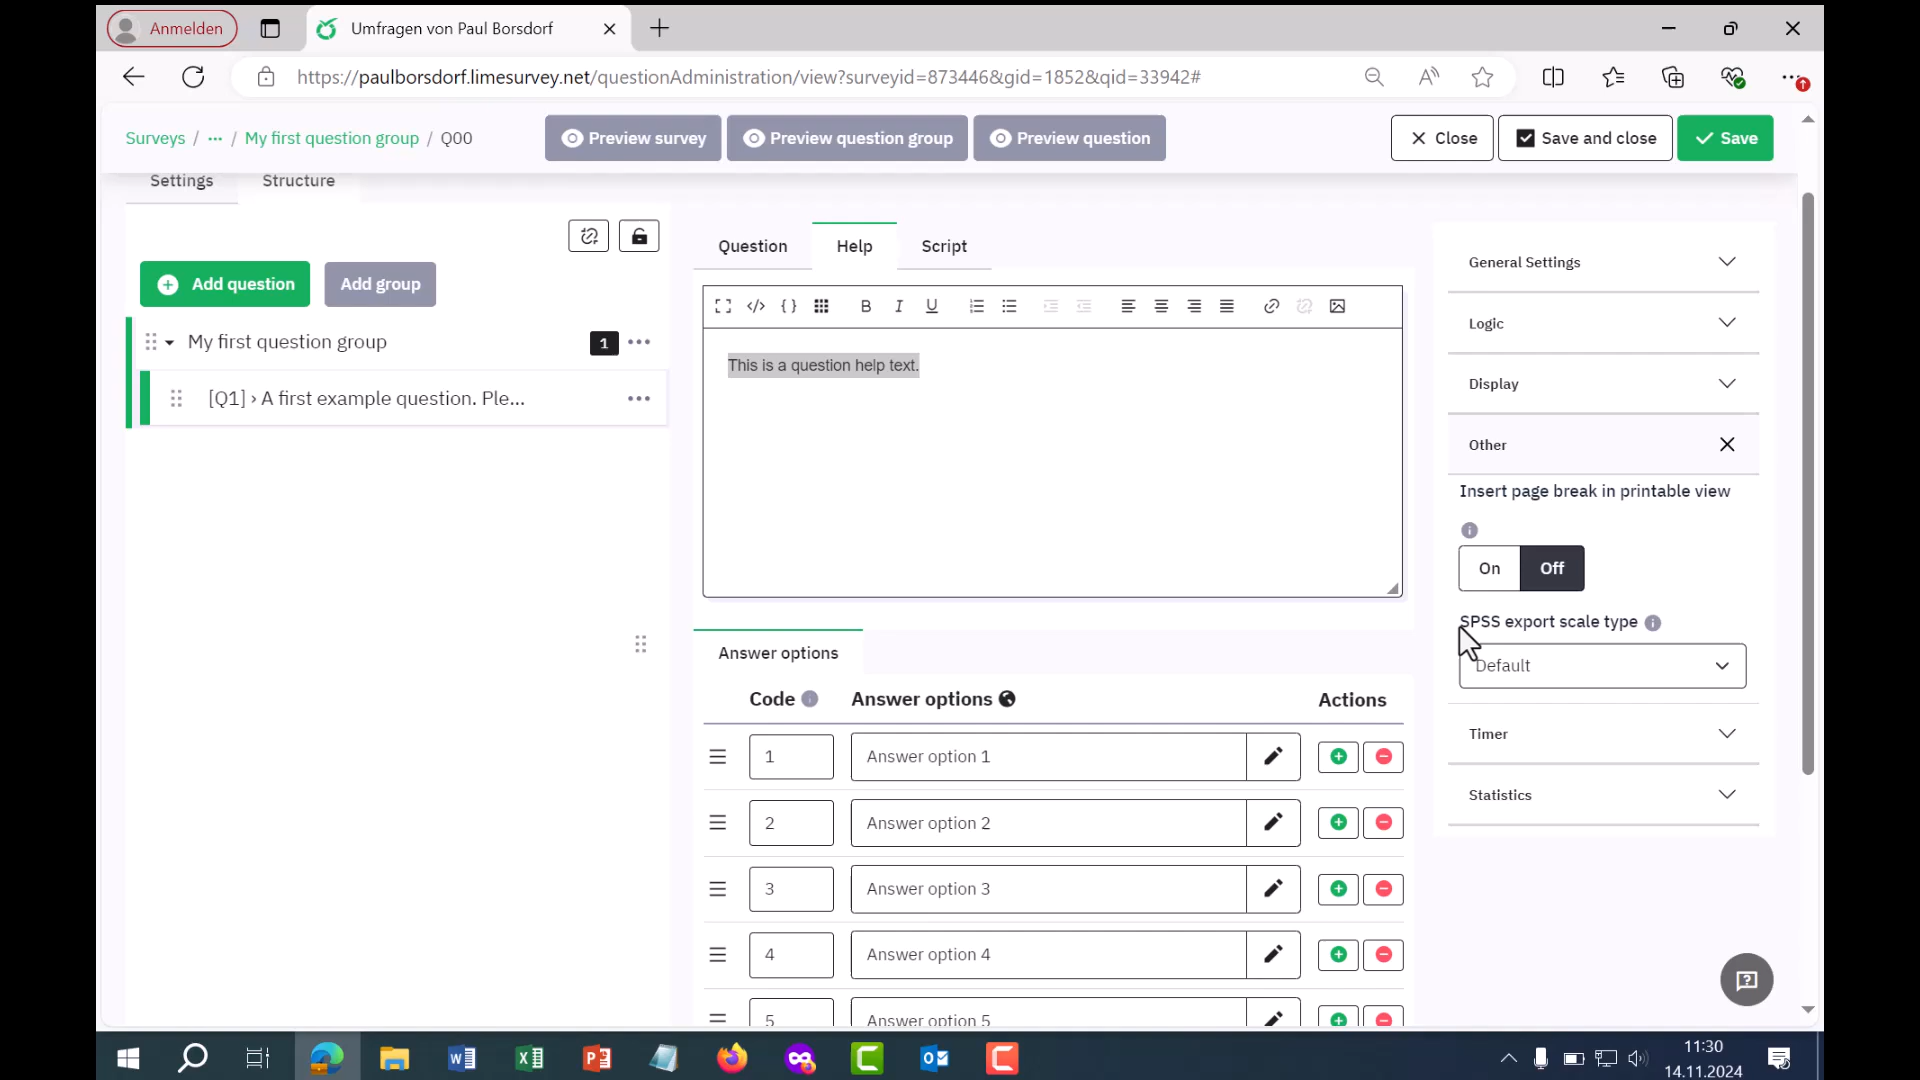 Anmelden
Umfragen von Paul Borsdorf
https://paulborsdorf.limesurvey.net/questionAdministration/view?surveyid=873446&gid=1852&qid=33942#
Surveys / ... / My first question group / Q00
Preview survey
Preview question group
Preview question
Close
Save and close
Save
Settings
Structure
Add question
Add group
My first question group
1
[Q1] › A first example question. Ple...
Question
Help
Script
This is a question help text.
Answer options
Code
Answer options
Actions
1
Answer option 1
2
Answer option 2
3
Answer option 3
4
Answer option 4
5
Answer option 5
General Settings
Logic
Display
Other
Insert page break in printable view
On
Off
SPSS export scale type
Default
Timer
Statistics
11:30
14.11.2024